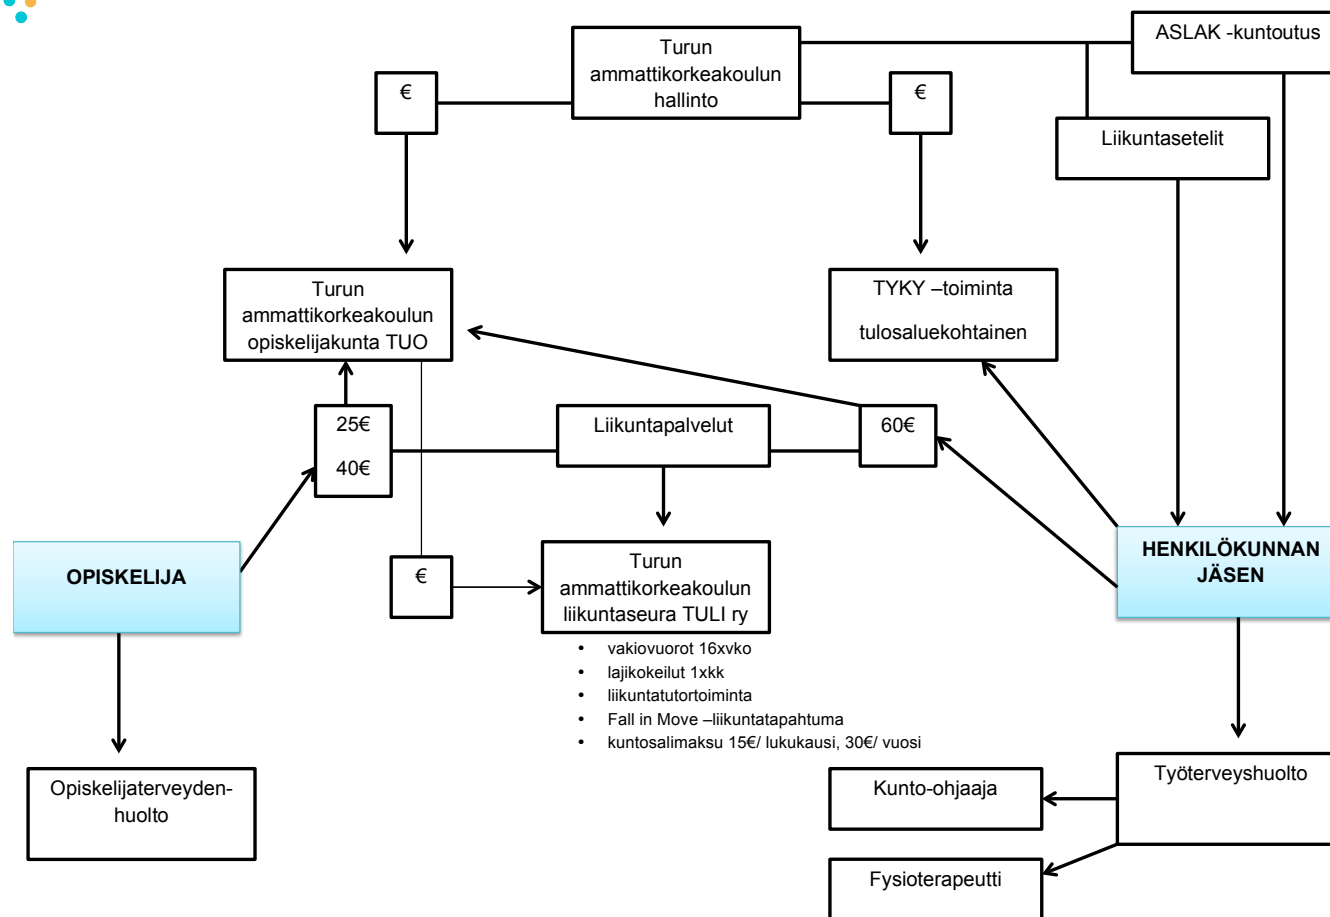 ASLAK -kuntoutus
Turun
ammattikorkeakoulun
hallinto
€
€
Liikuntasetelit
Turun
ammattikorkeakoulun
opiskelijakunta TUO
TYKY –toiminta
tulosaluekohtainen
25€
40€
Liikuntapalvelut
60€
OPISKELIJA
€
Turun
ammattikorkeakoulun
liikuntaseura TULI ry
HENKILÖKUNNAN
JÄSEN
• vakiovuorot 16xvko
• lajikokeilut 1xkk
• liikuntatutortoiminta
• Fall in Move –liikuntatapahtuma
• kuntosalimaksu 15€/ lukukausi, 30€/ vuosi
Opiskelijaterveyden-
huolto
Kunto-ohjaaja
Työterveyshuolto
Fysioterapeutti